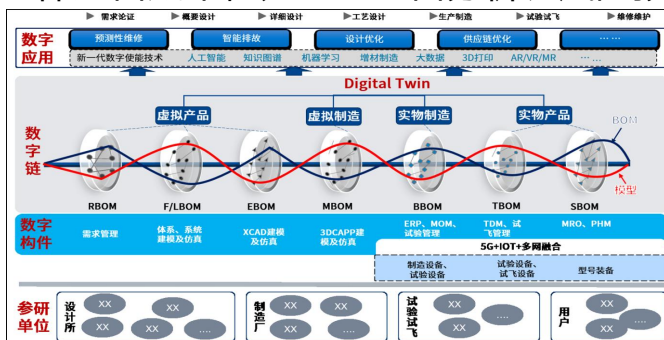 ▶ 需求论证 ▶ 概要设计 ▶ 详细设计 ▶ 工艺设计 ▶ 生产制造 ▶ 试验试飞 ▶ 维修维护
数字应用
预测性维修 智能排故 设计优化 供应链优化 ……
新一代数字使能技术 人工智能 知识图谱 机器学习 增材制造 大数据 3D打印 AR/VR/MR ……
Digital Twin
虚拟产品 虚拟制造 实物制造 实物产品
BOM
数字链
模型
RBOM F/LBOM EBOM MBOM BBOM TBOM SBOM
数字构件
需求管理
体系、系统
建模及仿真
XCAD建模
及仿真
3DCAPP建
模及仿真
ERP、MOM、
试验管理
TDM、试
飞管理
MRO、PHM
5G+IOT+多网融合
制造设备、
试验设备
试验设备、
试飞设备
型号装备
参研单位
设计所 XX XX XX XX ....
制造厂 XX XX XX ....
试验试飞 XX XX ....
用户 XX XX ....